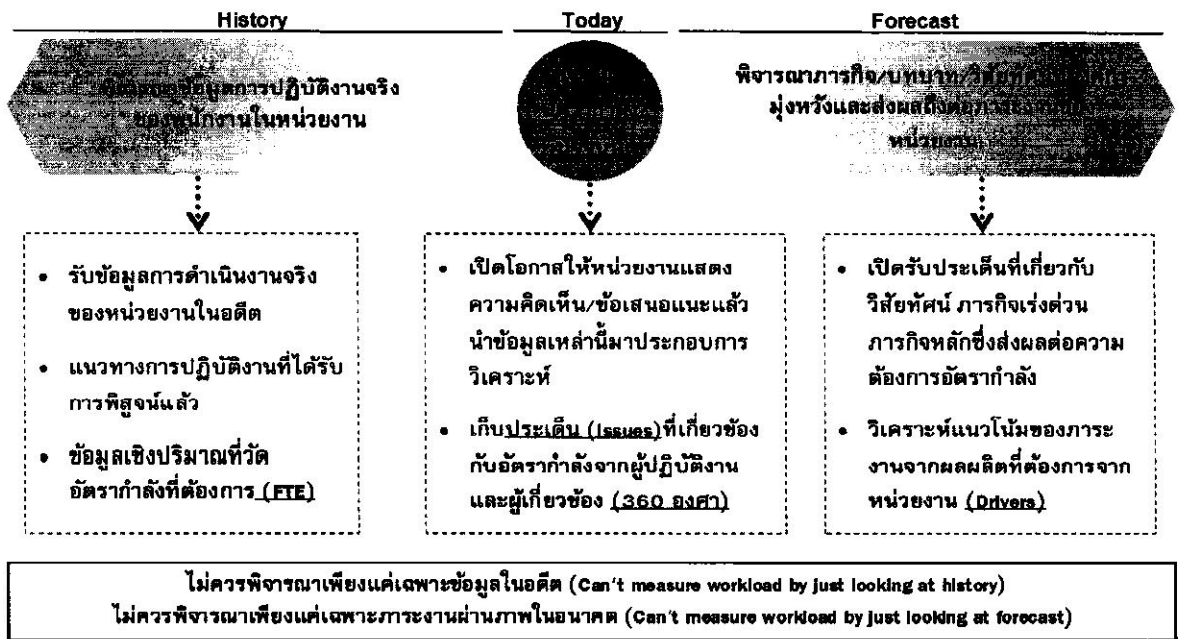 History
Today
Forecast
ข้อมูลการปฏิบัติงานจริง
ของพนักงานในหน่วยงาน
พิจารณาภารกิจ/บทบาท/วิสัยทัศน์
มุ่งหวังและส่งผลถึงต่อภาระงานของ
หน่วยงาน
• รับข้อมูลการดำเนินงานจริง
ของหน่วยงานในอดีต
• แนวทางการปฏิบัติงานที่ได้รับ
การพิสูจน์แล้ว
• ข้อมูลเชิงปริมาณที่วัด
อัตรากำลังที่ต้องการ (FTE)
• เปิดโอกาสให้หน่วยงานแสดง
ความคิดเห็น/ข้อเสนอแนะแล้ว
นำข้อมูลเหล่านี้มาประกอบการ
วิเคราะห์
• เก็บประเด็น (Issues)ที่เกี่ยวข้อง
กับอัตรากำลังจากผู้ปฏิบัติงาน
และผู้เกี่ยวข้อง (360 องศา)
• เปิดรับประเด็นที่เกี่ยวกับ
วิสัยทัศน์ ภารกิจเร่งด่วน
ภารกิจหลักซึ่งส่งผลต่อความ
ต้องการอัตรากำลัง
• วิเคราะห์แนวโน้มของภาระ
งานจากผลผลิตที่ต้องการจาก
หน่วยงาน (Drivers)
ไม่ควรพิจารณาเพียงแค่เฉพาะข้อมูลในอดีต (Can't measure workload by just looking at history)
ไม่ควรพิจารณาเพียงแค่เฉพาะภาระงานผ่านภาพในอนาคต (Can't measure workload by just looking at forecast)